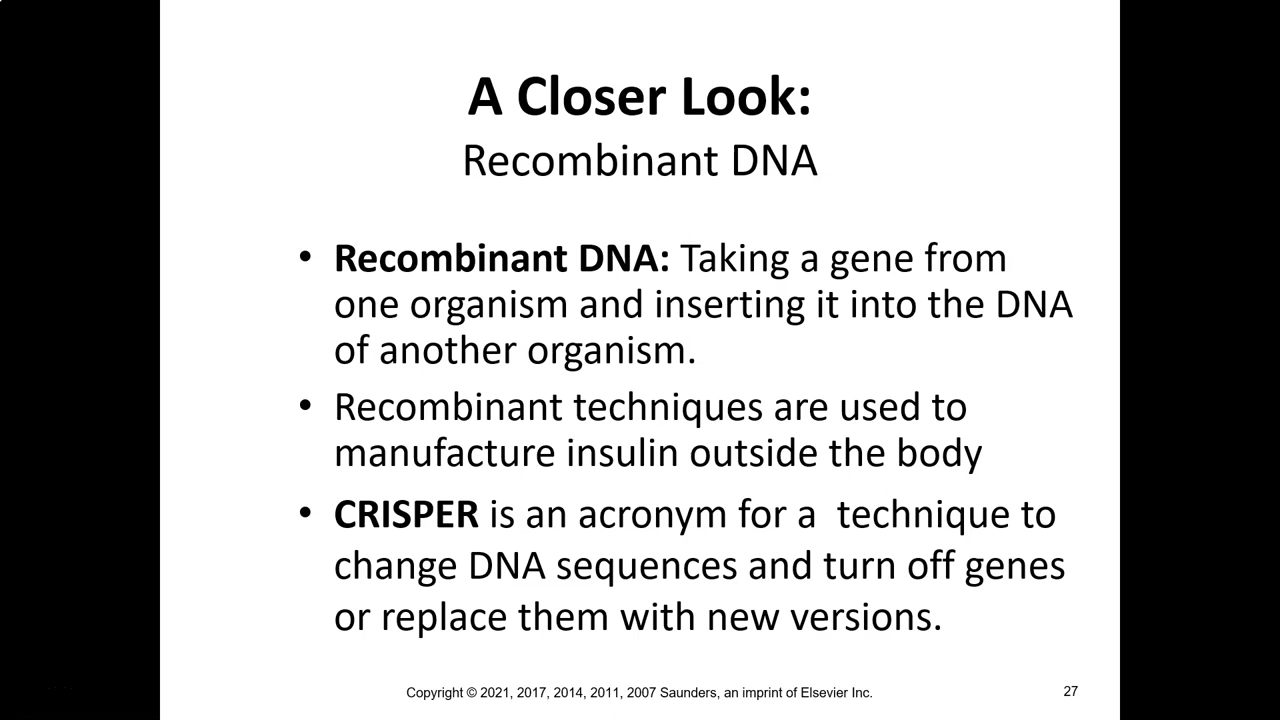 A Closer Look:
Recombinant DNA
• Recombinant DNA: Taking a gene from
one organism and inserting it into the DNA
of another organism.
• Recombinant techniques are used to
manufacture insulin outside the body
• CRISPER is an acronym for a  technique to
change DNA sequences and turn off genes
or replace them with new versions.
Copyright © 2021, 2017, 2014, 2011, 2007 Saunders, an imprint of Elsevier Inc.
27